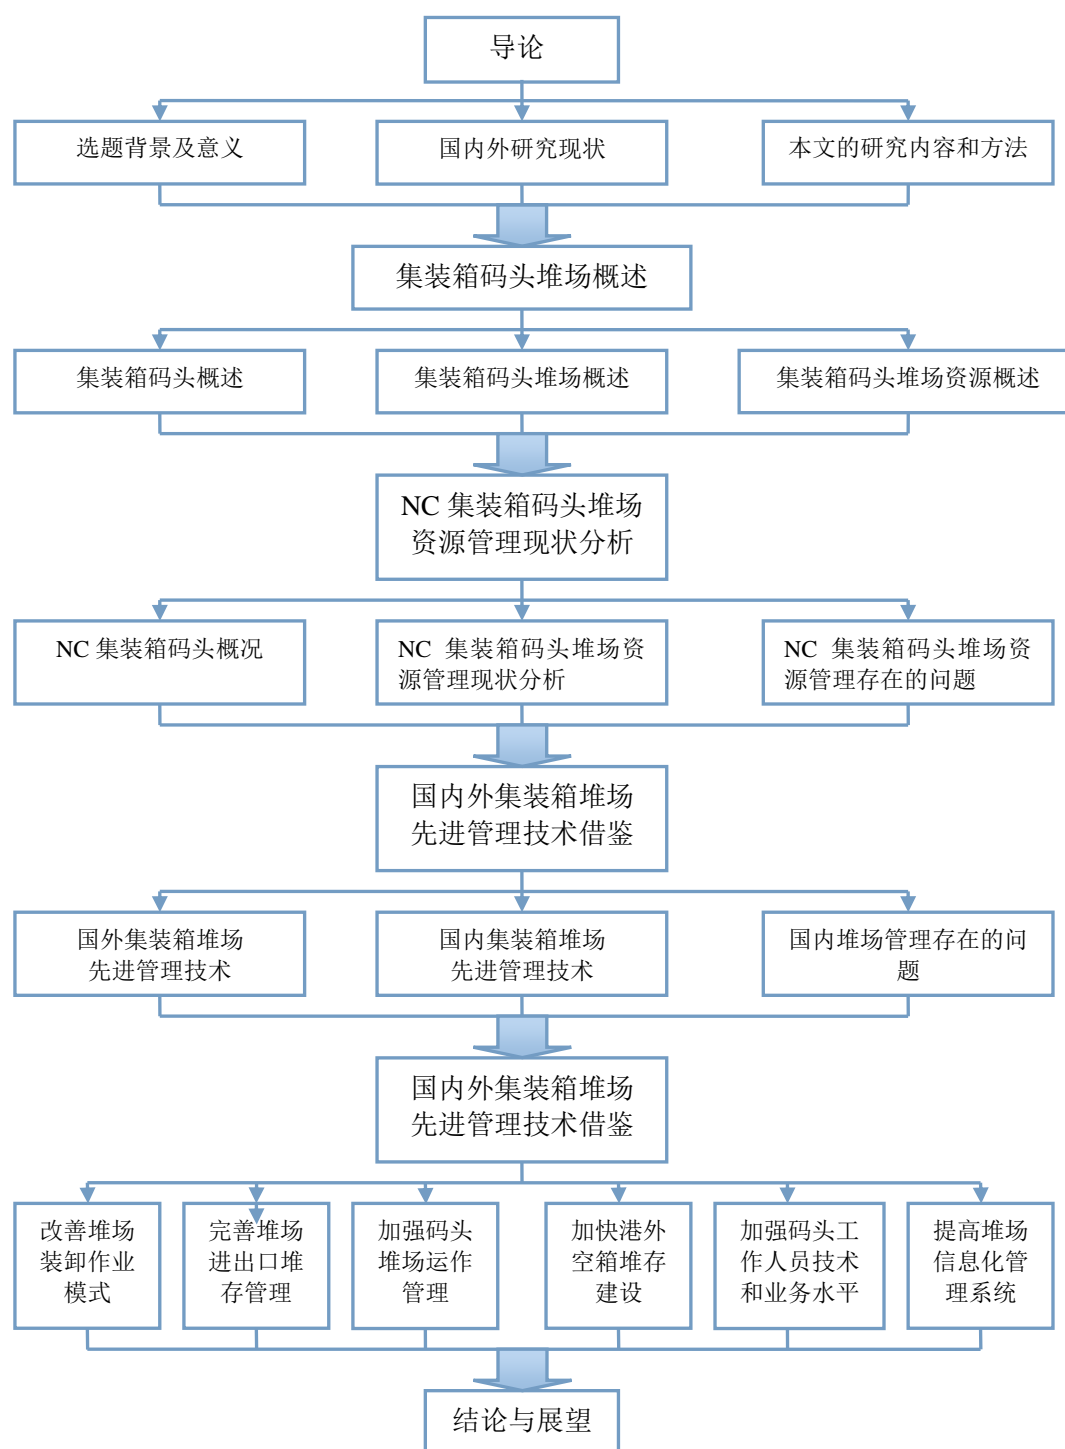 导论
选题背景及意义
国内外研究现状
本文的研究内容和方法
集装箱码头堆场概述
集装箱码头概述
集装箱码头堆场概述
集装箱码头堆场资源概述
NC 集装箱码头堆场
资源管理现状分析
NC 集装箱码头概况
NC 集装箱码头堆场资
源管理现状分析
NC 集装箱码头堆场资
源管理存在的问题
国内外集装箱堆场
先进管理技术借鉴
国外集装箱堆场
先进管理技术
国内集装箱堆场
先进管理技术
国内堆场管理存在的问
题
国内外集装箱堆场
先进管理技术借鉴
改善堆场
装卸作业
模式
完善堆场
进出口堆
存管理
加强码头
堆场运作
管理
加快港外
空箱堆存
建设
加强码头工
作人员技术
和业务水平
提高堆场
信息化管
理系统
结论与展望